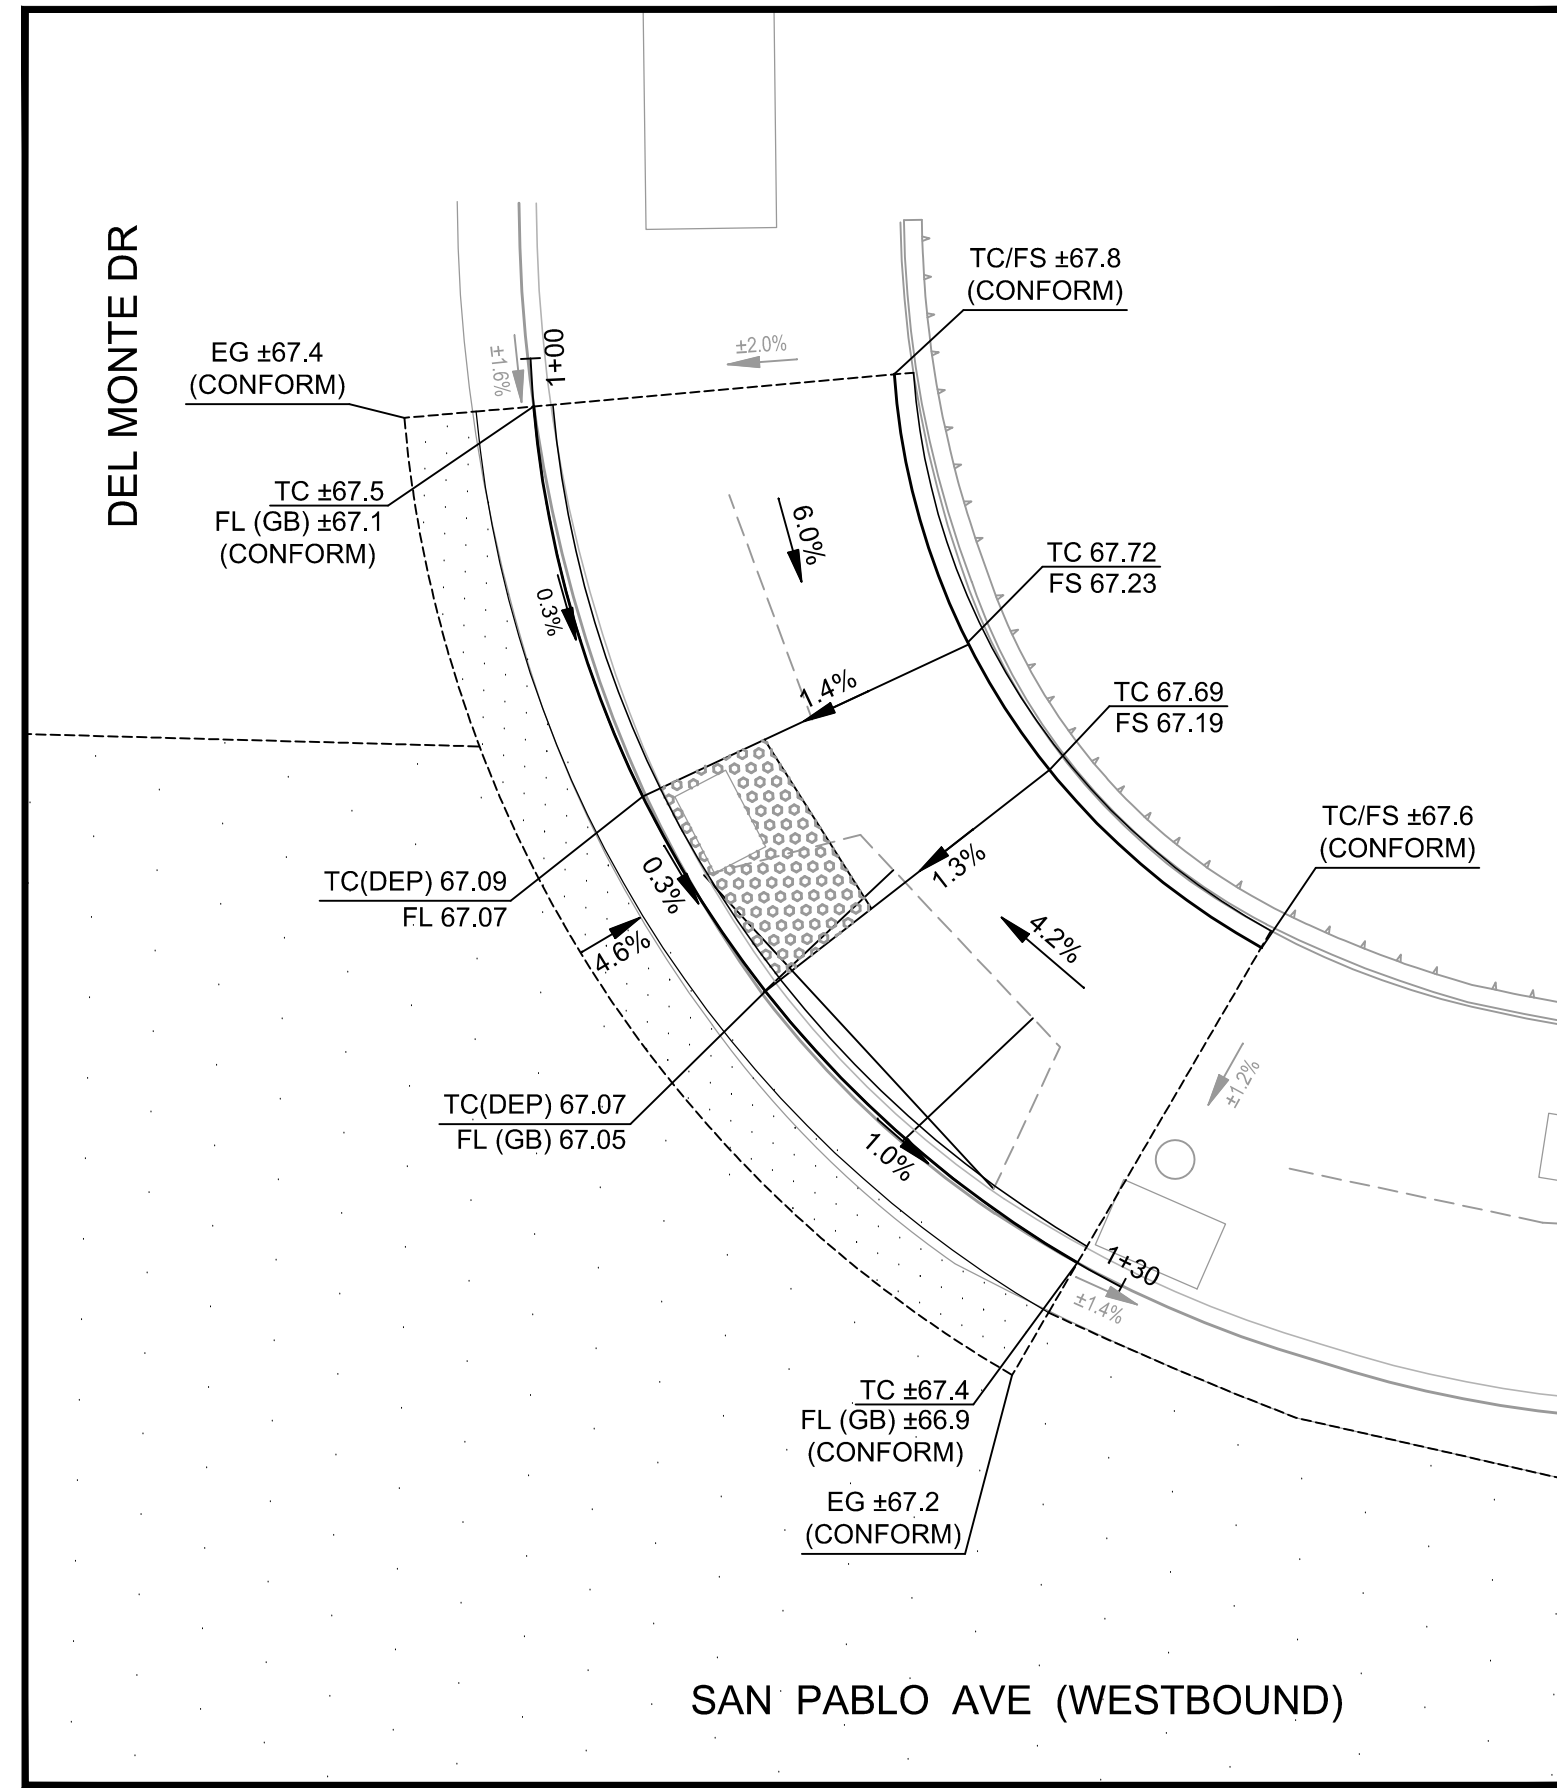 DEL MONTE DR
TC/FS ±67.8
(CONFORM)
±2.0%
1+00
±1.6%
EG ±67.4
(CONFORM)
TC ±67.5
FL (GB) ±67.1
(CONFORM)
6.0%
TC 67.72
FS 67.23
0.3%
1.4%
TC 67.69
FS 67.19
TC/FS ±67.6
(CONFORM)
TC(DEP) 67.09
FL 67.07
0.3%
1.3%
4.6%
4.2%
TC(DEP) 67.07
FL (GB) 67.05
±1.2%
1.0%
1+30
±1.4%
TC ±67.4
FL (GB) ±66.9
(CONFORM)
EG ±67.2
(CONFORM)
SAN PABLO AVE (WESTBOUND)